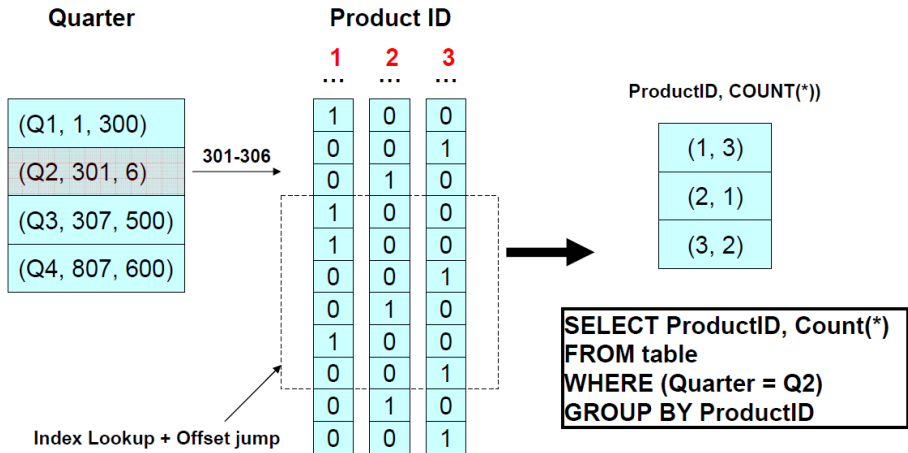 Quarter Product ID
1 2 3
... ... ...
ProductID, COUNT(*))
(Q1, 1, 300)
(Q2, 301, 6)
(Q3, 307, 500)
(Q4, 807, 600)
301-306
1 0 0
0 0 1
0 1 0
1 0 0
1 0 0
0 0 1
0 1 0
1 0 0
0 0 1
0 1 0
0 0 1
(1, 3)
(2, 1)
(3, 2)
SELECT ProductID, Count(*)
FROM table
WHERE (Quarter = Q2)
GROUP BY ProductID
Index Lookup + Offset jump